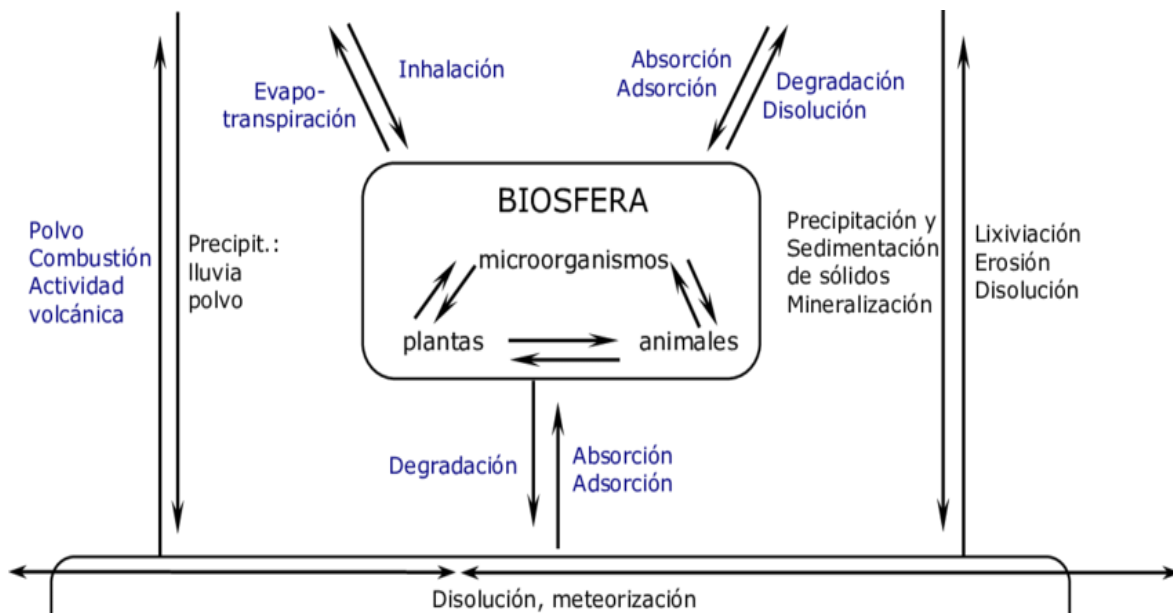 Inhalación
Evapo-
transpiración
Absorción
Adsorción
Degradación
Disolución
BIOSFERA
microorganismos
plantas
animales
Polvo
Combustión
Actividad
volcánica
Precipit.:
lluvia
polvo
Precipitación y
Sedimentación
de sólidos
Mineralización
Lixiviación
Erosión
Disolución
Degradación
Absorción
Adsorción
Disolución, meteorización